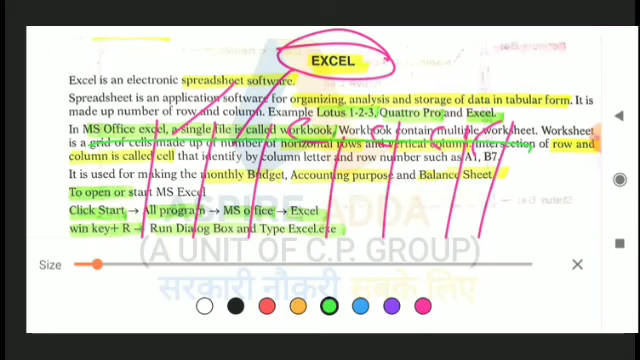 EXCEL
Excel is an electronic spreadsheet software.
Spreadsheet is an application software for organizing, analysis and storage of data in tabular form. It is
made up number of row and column. Example Lotus 1-2-3, Quattro Pro and Excel.
In MS Office excel, a single file is called workbook. Workbook contain multiple worksheet. Worksheet
is a grid of cells made up of number of horizontal rows and vertical column, intersection of row and
column is called cell that identify by column letter and row number such as A1, B7.
It is used for making the monthly Budget, Accounting purpose and Balance Sheet.
To open or start MS Excel
Click Start → All program → MS office → Excel
win key+ R → Run Dialog Box and Type Excel.exe
ADDA
(A UNIT OF C.P. GROUP)
सरकारी नौकरी सबके लिए
Size